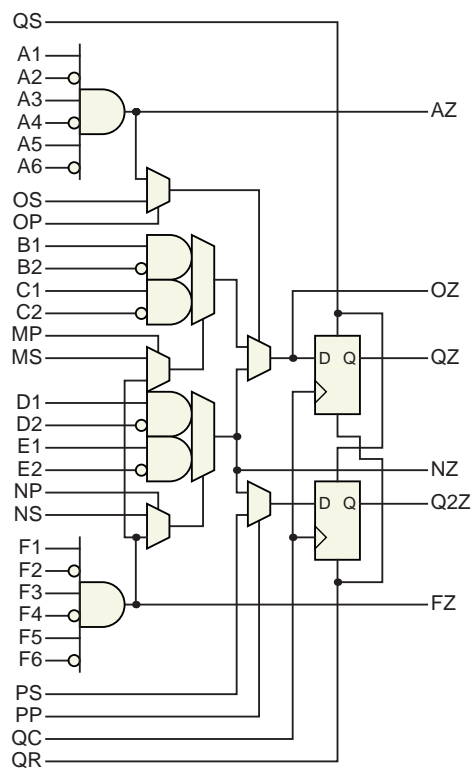 QS
A1
A2
A3
A4
A5
A6
AZ
OS
OP
B1
B2
C1
C2
OZ
MP
MS
D Q
QZ
D1
D2
E1
E2
NZ
NP
NS
D Q
Q2Z
F1
F2
F3
F4
F5
F6
FZ
PS
PP
QC
QR